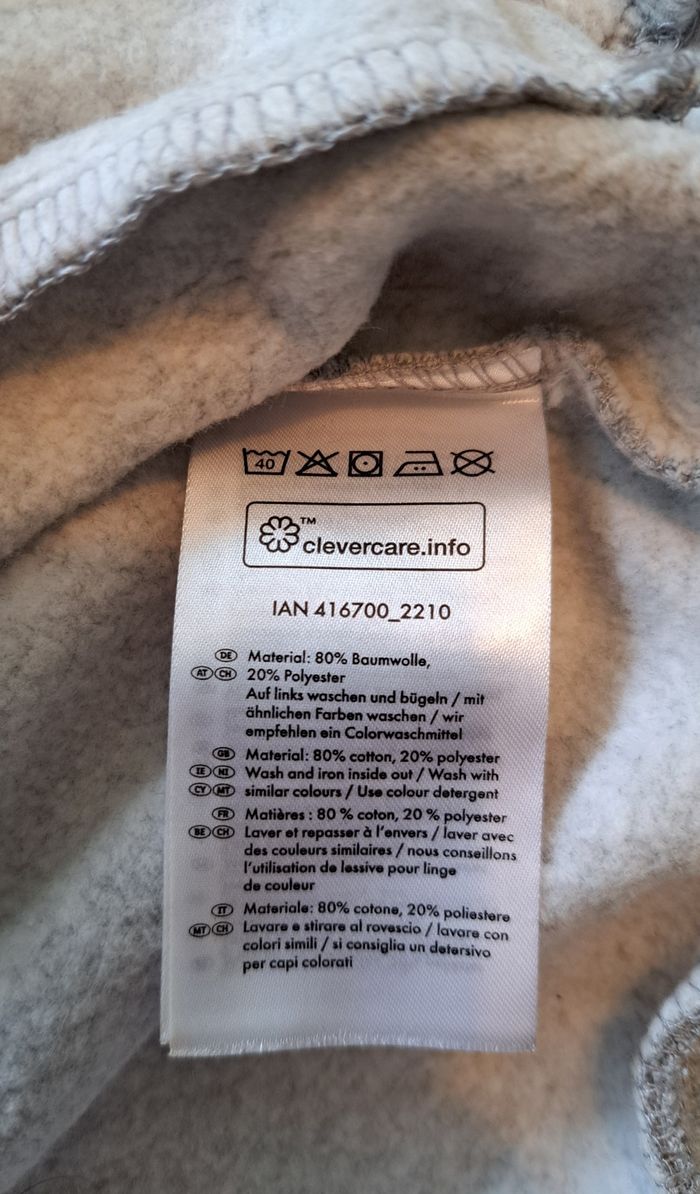 40
™
clevercare.info
IAN 416700_2210
DE Material: 80% Baumwolle,
AT CH 20% Polyester
Auf links waschen und bügeln / mit
ähnlichen Farben waschen / wir
empfehlen ein Colorwaschmittel
GB Material: 80% cotton, 20% polyester
IE NI Wash and iron inside out / Wash with
CY MT similar colours / Use colour detergent
FR Matières : 80 % coton, 20 % polyester
BE CH Laver et repasser à l'envers / laver avec
des couleurs similaires / nous conseillons
l'utilisation de lessive pour linge
de couleur
IT Materiale: 80% cotone, 20% poliestere
MT CH Lavare e stirare al rovescio / lavare con
colori simili / si consiglia un detersivo
per capi colorati